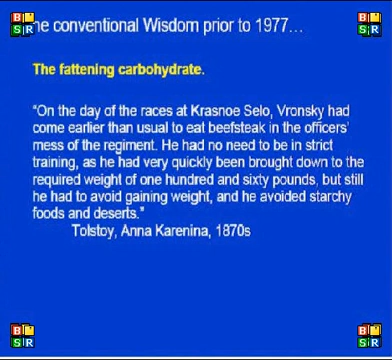 he conventional Wisdom prior to 1977...
The fattening carbohydrate.
"On the day of the races at Krasnoe Selo, Vronsky had
come earlier than usual to eat beefsteak in the officers'
mess of the regiment. He had no need to be in strict
training, as he had very quickly been brought down to the
required weight of one hundred and sixty pounds, but still
he had to avoid gaining weight, and he avoided starchy
foods and deserts."
Tolstoy, Anna Karenina, 1870s